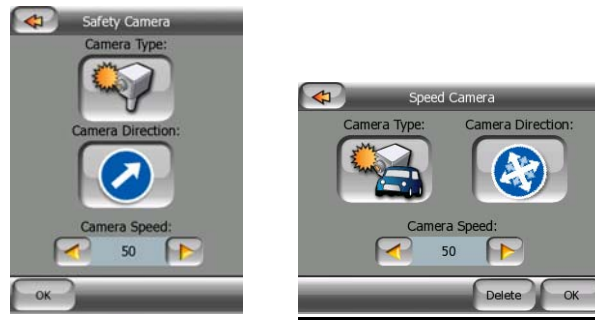 Safety Camera
Camera Type:
Camera Direction:
Camera Speed:
50
OK
Speed Camera
Camera Type: Camera Direction:
Camera Speed:
50
Delete OK